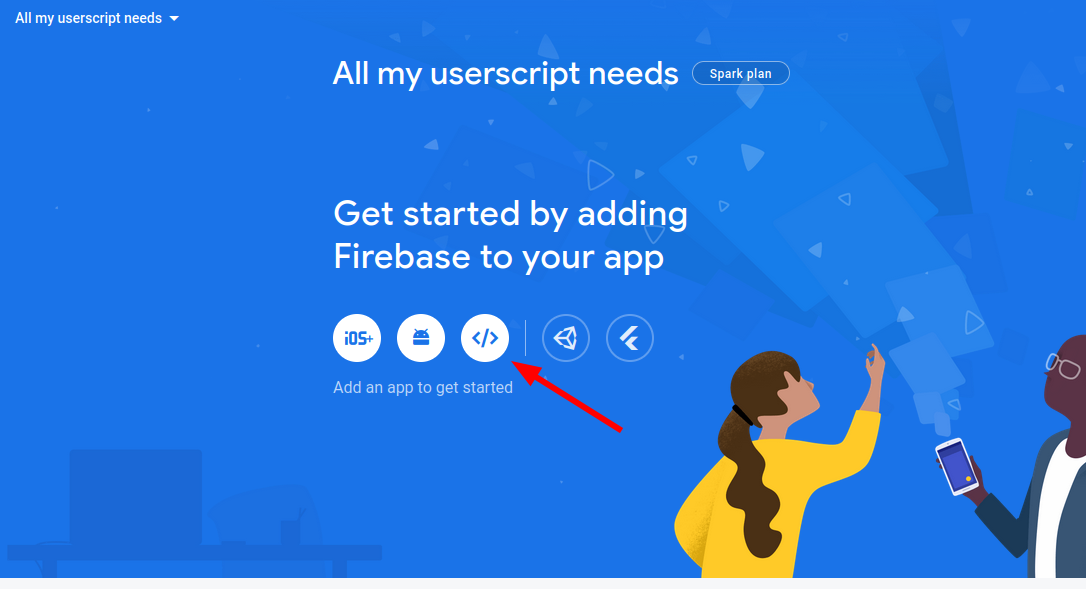 All my userscript needs
All my userscript needs Spark plan
Get started by adding
Firebase to your app
iOS+ </>
Add an app to get started